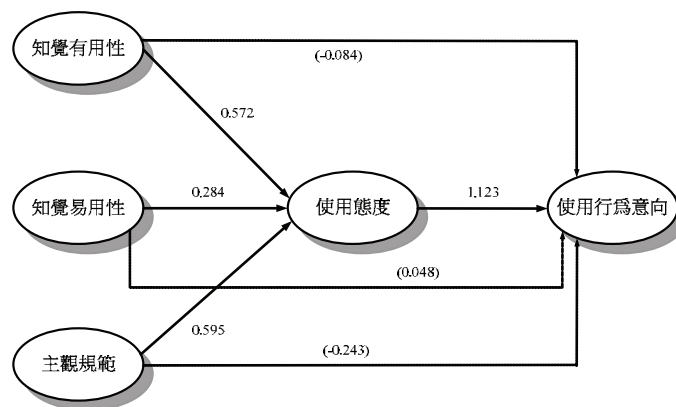 知覺有用性
(-0.084)
0.572
知覺易用性
0.284
使用態度
1.123
使用行為意向
(0.048)
0.595
主觀規範
(-0.243)